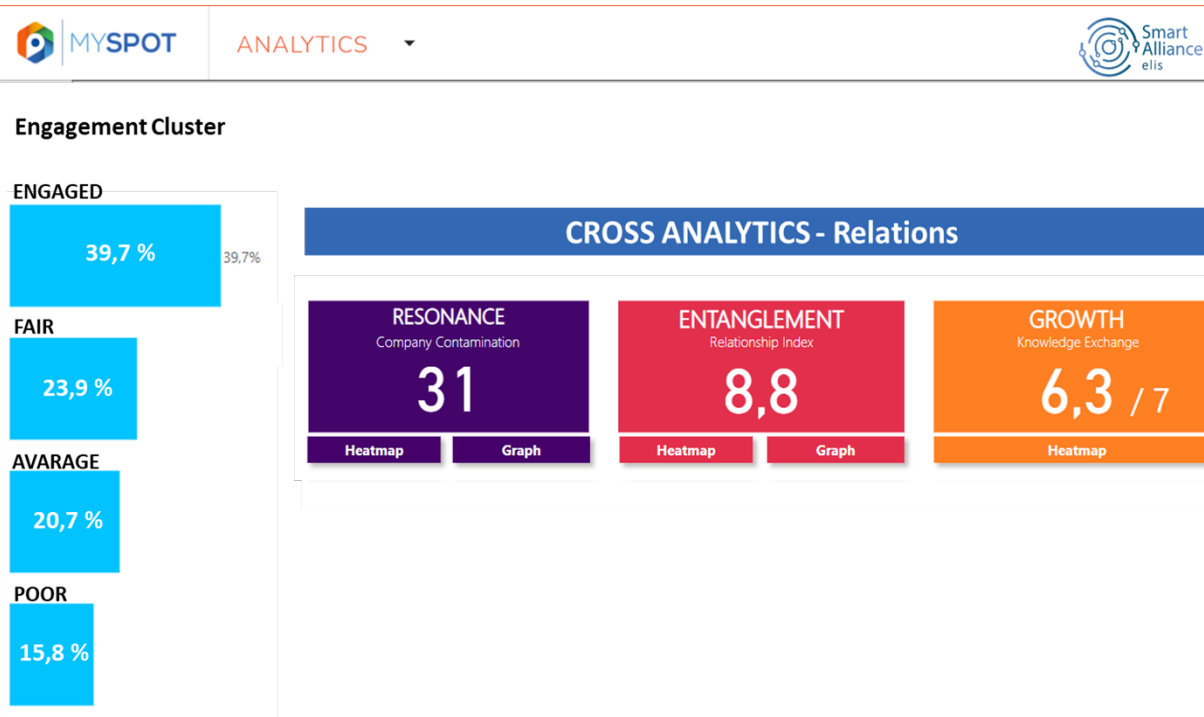 MYSPOT
ANALYTICS
Smart
Alliance
elis
Engagement Cluster
ENGAGED
39,7 %
39,7%
FAIR
23,9 %
AVARAGE
20,7 %
POOR
15,8 %
CROSS ANALYTICS - Relations
RESONANCE
Company Contamination
31
Heatmap
Graph
ENTANGLEMENT
Relationship Index
8,8
Heatmap
Graph
GROWTH
Knowledge Exchange
6,3 / 7
Heatmap